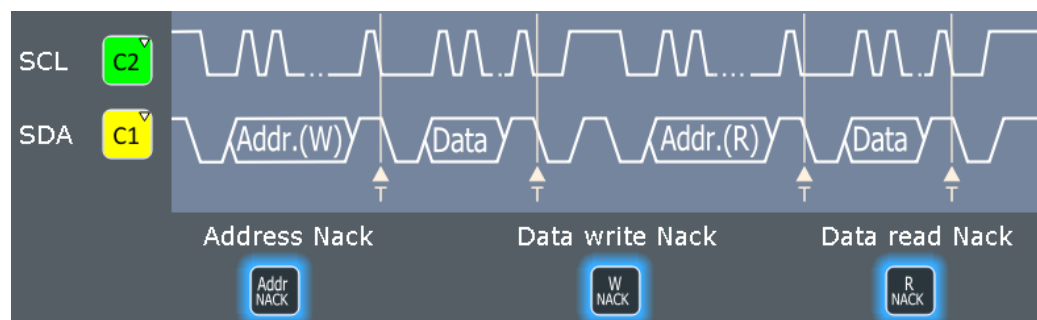 SCL C2
SDA C1 Addr.(W) Data Addr.(R) Data
T T T T
Address Nack Data write Nack Data read Nack
Addr W R
NACK NACK NACK